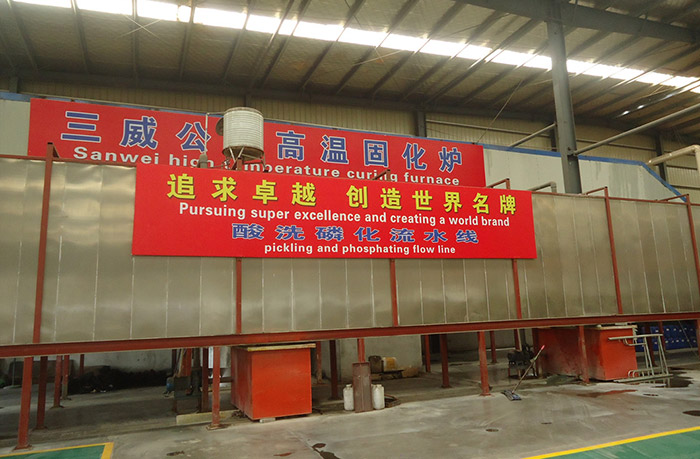 三威公 高温固化炉
Sanwei high mperature curing furnace
追求卓越 创造世界名牌
Pursuing super excellence and creating a world brand
酸洗磷化流水线
pickling and phosphating flow line